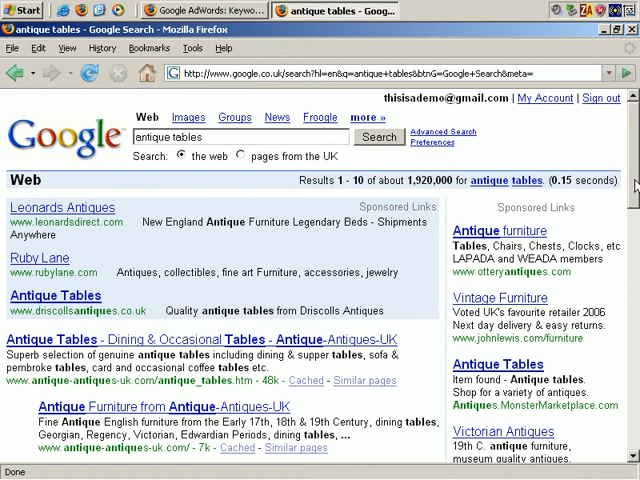 Start
Google AdWords: Keywo...
antique tables - Goog...
antique tables - Google Search - Mozilla Firefox
File Edit View History Bookmarks Tools Help
http://www.google.co.uk/search?hl=en&q=antique+tables&btnG=Google+Search&meta=
thisisademo@gmail.com | My Account | Sign out
Google
Web Images Groups News Froogle more »
antique tables
Search
Advanced Search
Preferences
Search: the web pages from the UK
Web
Results 1 - 10 of about 1,920,000 for antique tables. (0.15 seconds)
Leonards Antiques
Sponsored Links
www.leonardsdirect.com New England Antique Furniture Legendary Beds - Shipments
Anywhere
Ruby Lane
www.rubylane.com Antiques, collectibles, fine art Furniture, accessories, jewelry
Antique Tables
www.driscollsantiques.co.uk Quality antique tables from Driscolls Antiques
Antique Tables - Dining & Occasional Tables - Antique-Antiques-UK
Superb selection of genuine antique tables including dining & supper tables, sofa &
pembroke tables, card and occasional coffee tables etc.
www.antique-antiques-uk.com/antique_tables.htm - 48k - Cached - Similar pages
Antique Furniture from Antique-Antiques-UK
Fine Antique English furniture from the Early 17th, 18th & 19th Century, dining tables,
Georgian, Regency, Victorian, Edwardian Periods, dining tables, ...
www.antique-antiques-uk.com/ - 7k - Cached - Similar pages
Sponsored Links
Antique furniture
Tables, Chairs, Chests, Clocks, etc
LAPADA and WEADA members
www.otteryantiques.com
Vintage Furniture
Voted UK's favourite retailer 2006
Next day delivery & easy returns.
www.johnlewis.com/furniture
Antique Tables
Item found - Antique tables.
Shop for a variety of antiques.
Antiques.MonsterMarketplace.com
Victorian Antiques
19th C. antique furniture,
museum quality antiques.
Done